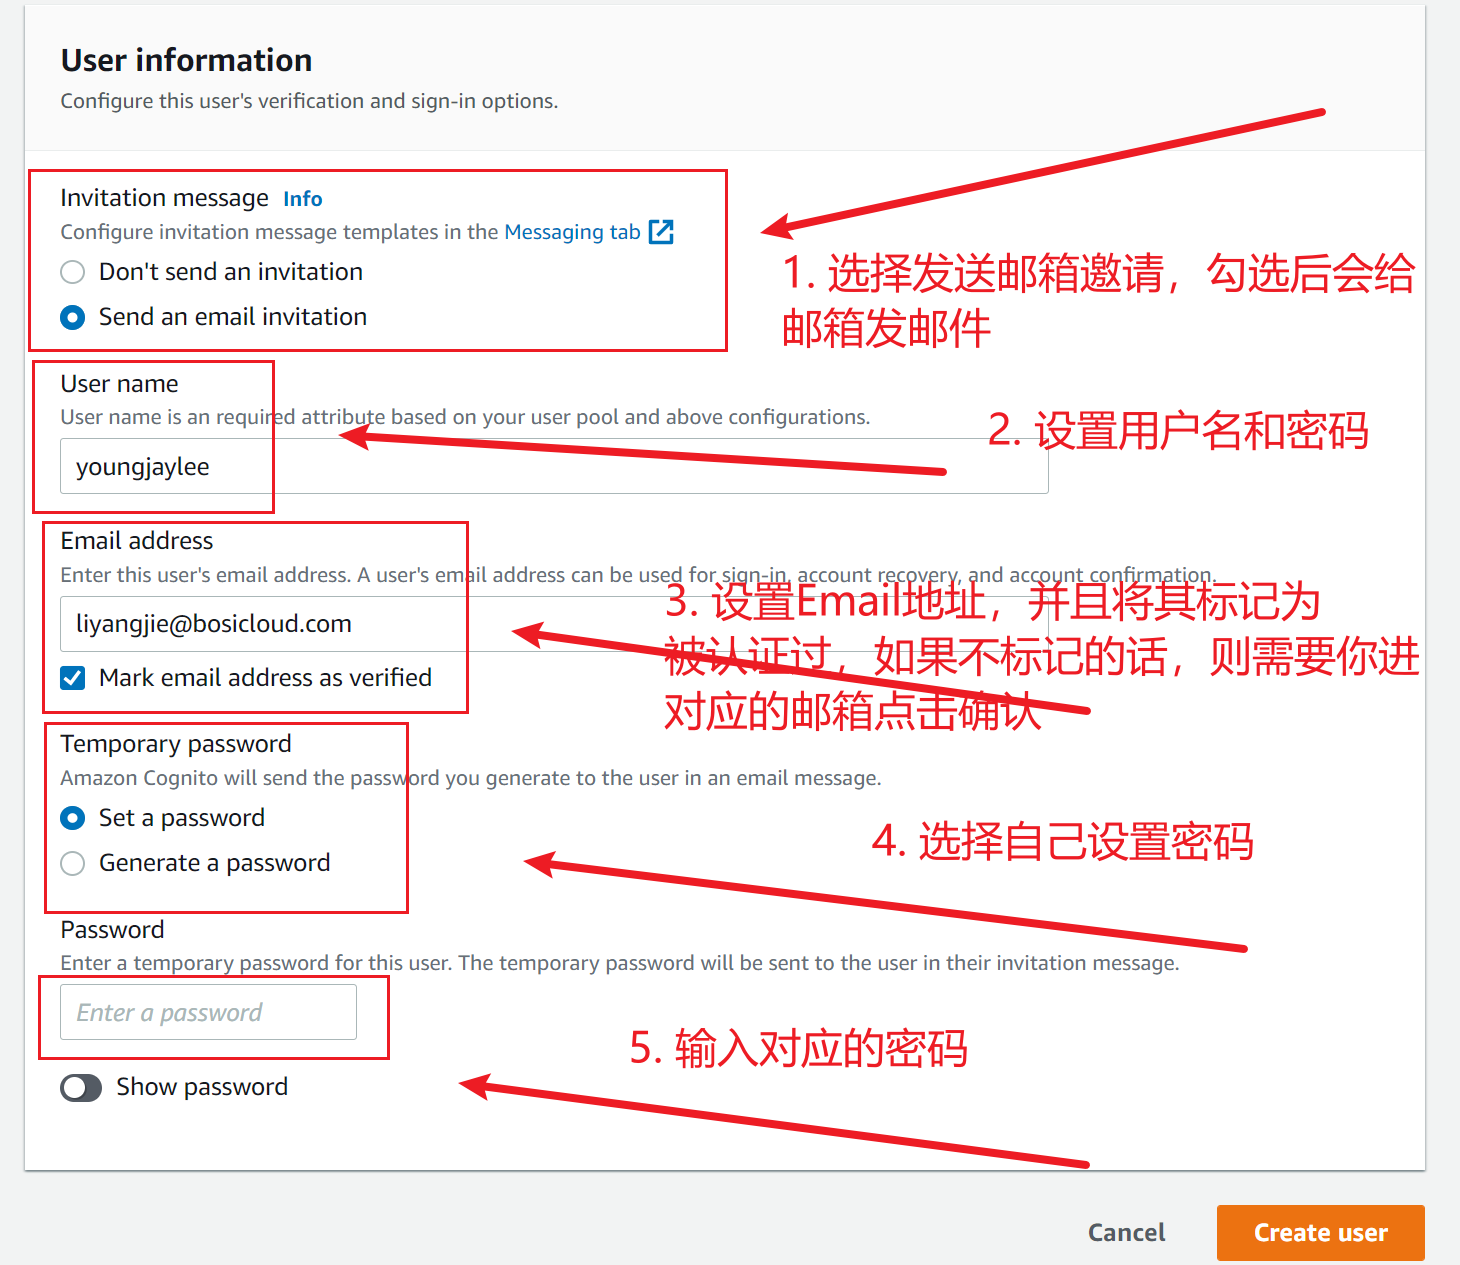 User information
Configure this user's verification and sign-in options.
Invitation message Info
Configure invitation message templates in the Messaging tab
Don't send an invitation
Send an email invitation
1. 选择发送邮箱邀请，勾选后会给
邮箱发邮件
User name
User name is an required attribute based on your user pool and above configurations.
youngjaylee
2. 设置用户名和密码
Email address
Enter this user's email address. A user's email address can be used for sign-in, account recovery, and account confirmation.
liyangjie@bosicloud.com
Mark email address as verified
3. 设置Email地址，并且将其标记为
被认证过，如果不标记的话，则需要你进
对应的邮箱点击确认
Temporary password
Amazon Cognito will send the password you generate to the user in an email message.
Set a password
Generate a password
4. 选择自己设置密码
Password
Enter a temporary password for this user. The temporary password will be sent to the user in their invitation message.
Enter a password
5. 输入对应的密码
Show password
Cancel
Create user